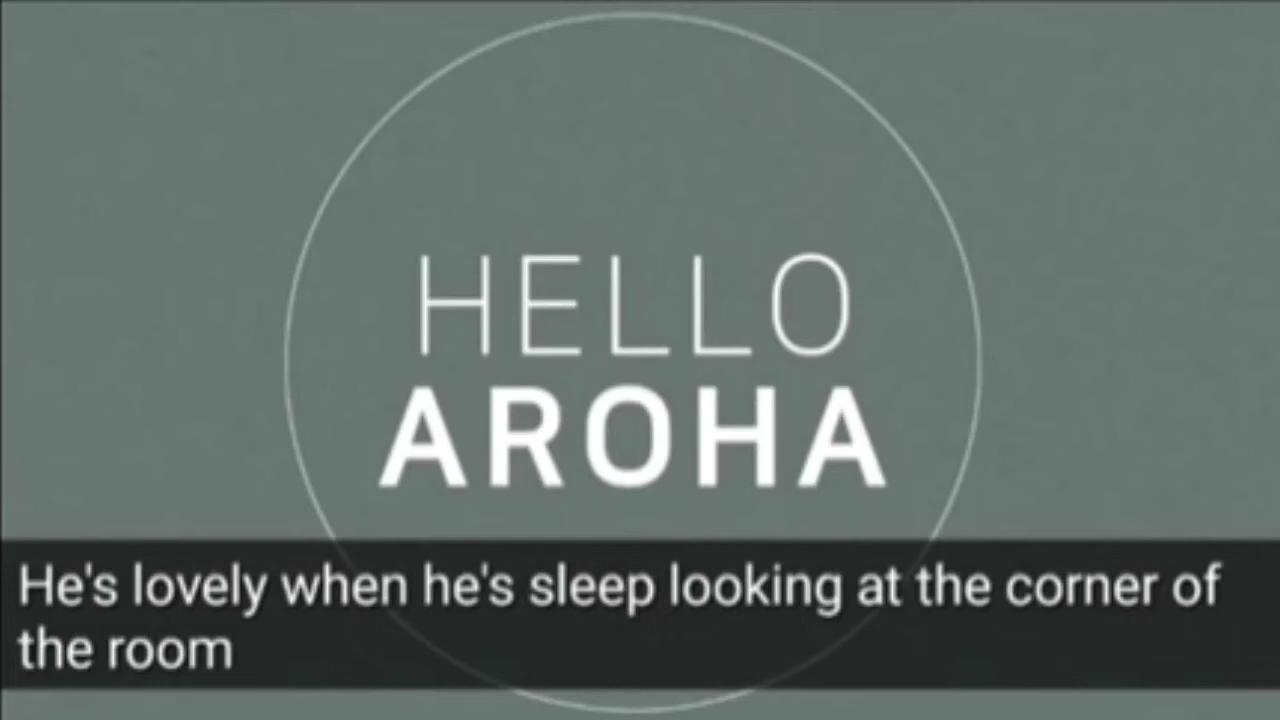 HELLO
AROHA
He's lovely when he's sleep looking at the corner of
the room